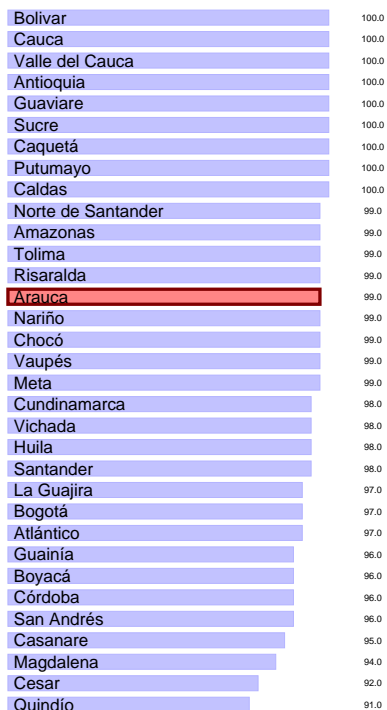 Bolivar 100.0
Cauca 100.0
Valle del Cauca 100.0
Antioquia 100.0
Guaviare 100.0
Sucre 100.0
Caquetá 100.0
Putumayo 100.0
Caldas 100.0
Norte de Santander 99.0
Amazonas 99.0
Tolima 99.0
Risaralda 99.0
Arauca 99.0
Nariño 99.0
Chocó 99.0
Vaupés 99.0
Meta 99.0
Cundinamarca 98.0
Vichada 98.0
Huila 98.0
Santander 98.0
La Guajira 97.0
Bogotá 97.0
Atlántico 97.0
Guainía 96.0
Boyacá 96.0
Córdoba 96.0
San Andrés 96.0
Casanare 95.0
Magdalena 94.0
Cesar 92.0
Quindío 91.0